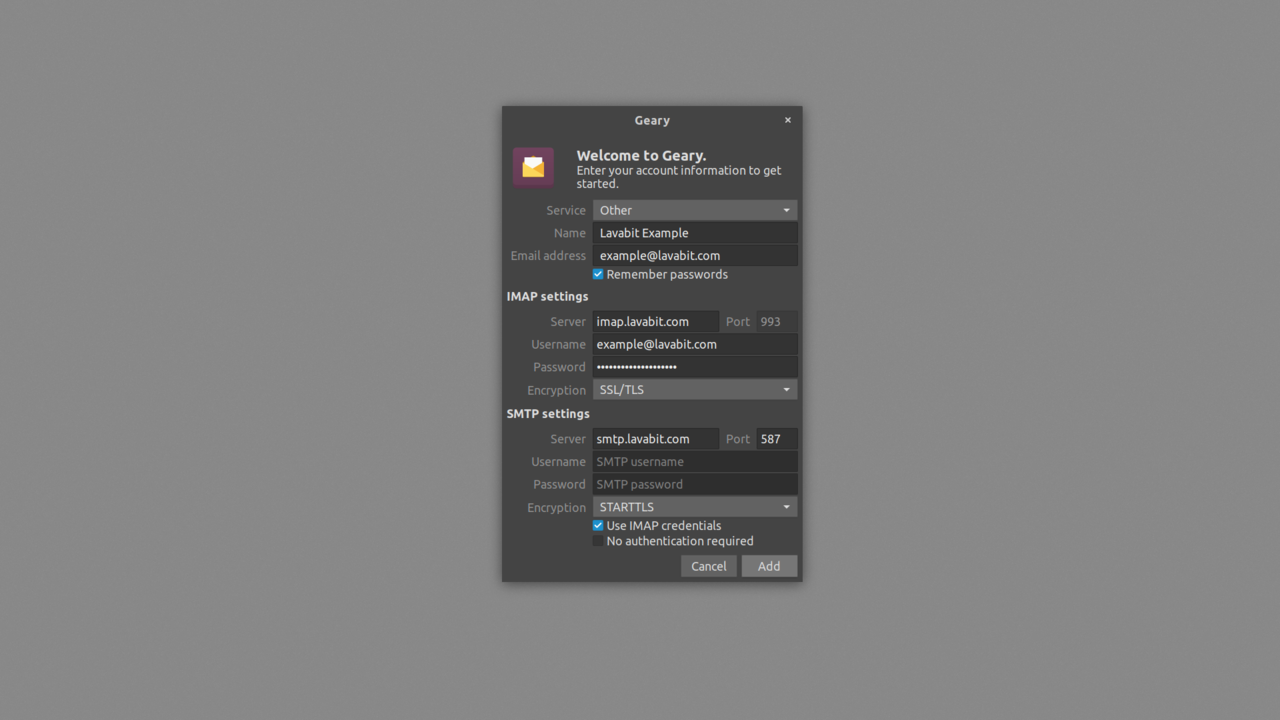 Geary ×
Welcome to Geary.
Enter your account information to get
started.
Service Other
Name Lavabit Example
Email address example@lavabit.com
Remember passwords
IMAP settings
Server imap.lavabit.com Port 993
Username example@lavabit.com
Password ••••••••••••••••••••
Encryption SSL/TLS
SMTP settings
Server smtp.lavabit.com Port 587
Username SMTP username
Password SMTP password
Encryption STARTTLS
Use IMAP credentials
No authentication required
Cancel Add